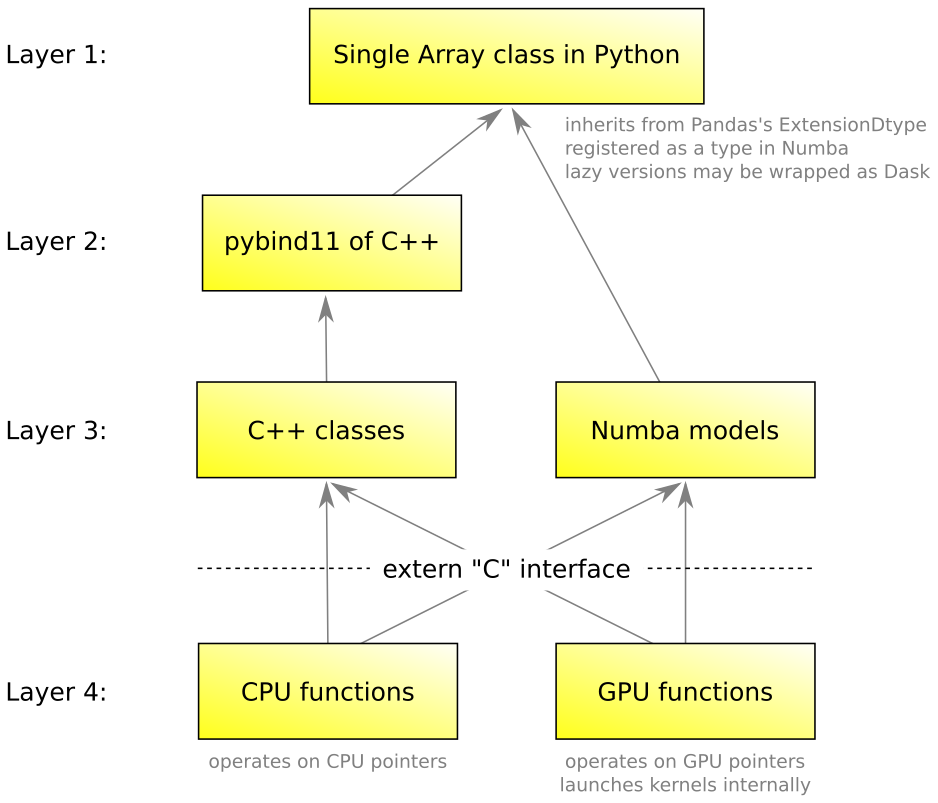 Layer 1:
Single Array class in Python
inherits from Pandas's ExtensionDtype
registered as a type in Numba
lazy versions may be wrapped as Dask
Layer 2:
pybind11 of C++
Layer 3:
C++ classes
Numba models
extern "C" interface
Layer 4:
CPU functions
GPU functions
operates on CPU pointers
operates on GPU pointers
launches kernels internally